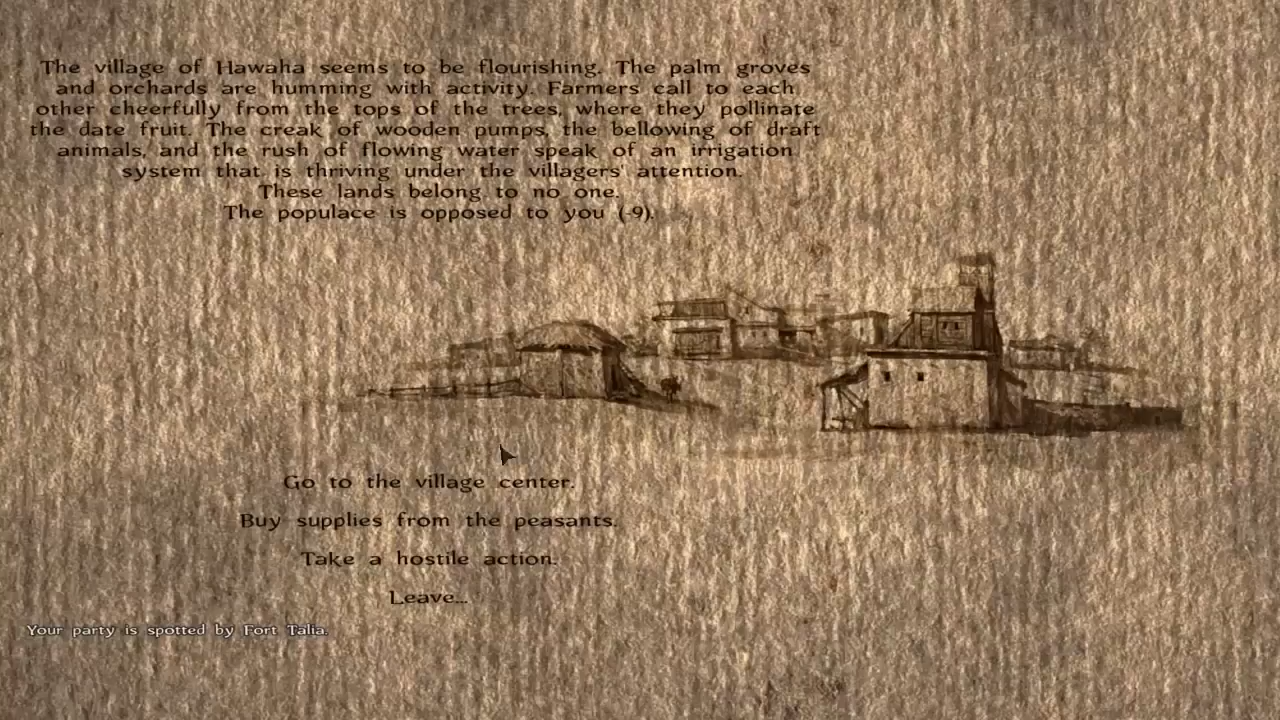 The village of Hawaha seems to be flourishing. The palm groves
and orchards are humming with activity. Farmers call to each
other cheerfully from the tops of the trees, where they pollinate
the date fruit. The creak of wooden pumps, the bellowing of draft
animals, and the rush of flowing water speak of an irrigation
system that is thriving under the villagers' attention.
These lands belong to no one.
The populace is opposed to you (-9).
Go to the village center.
Buy supplies from the peasants.
Take a hostile action.
Leave...
Your party is spotted by Fort Talia.